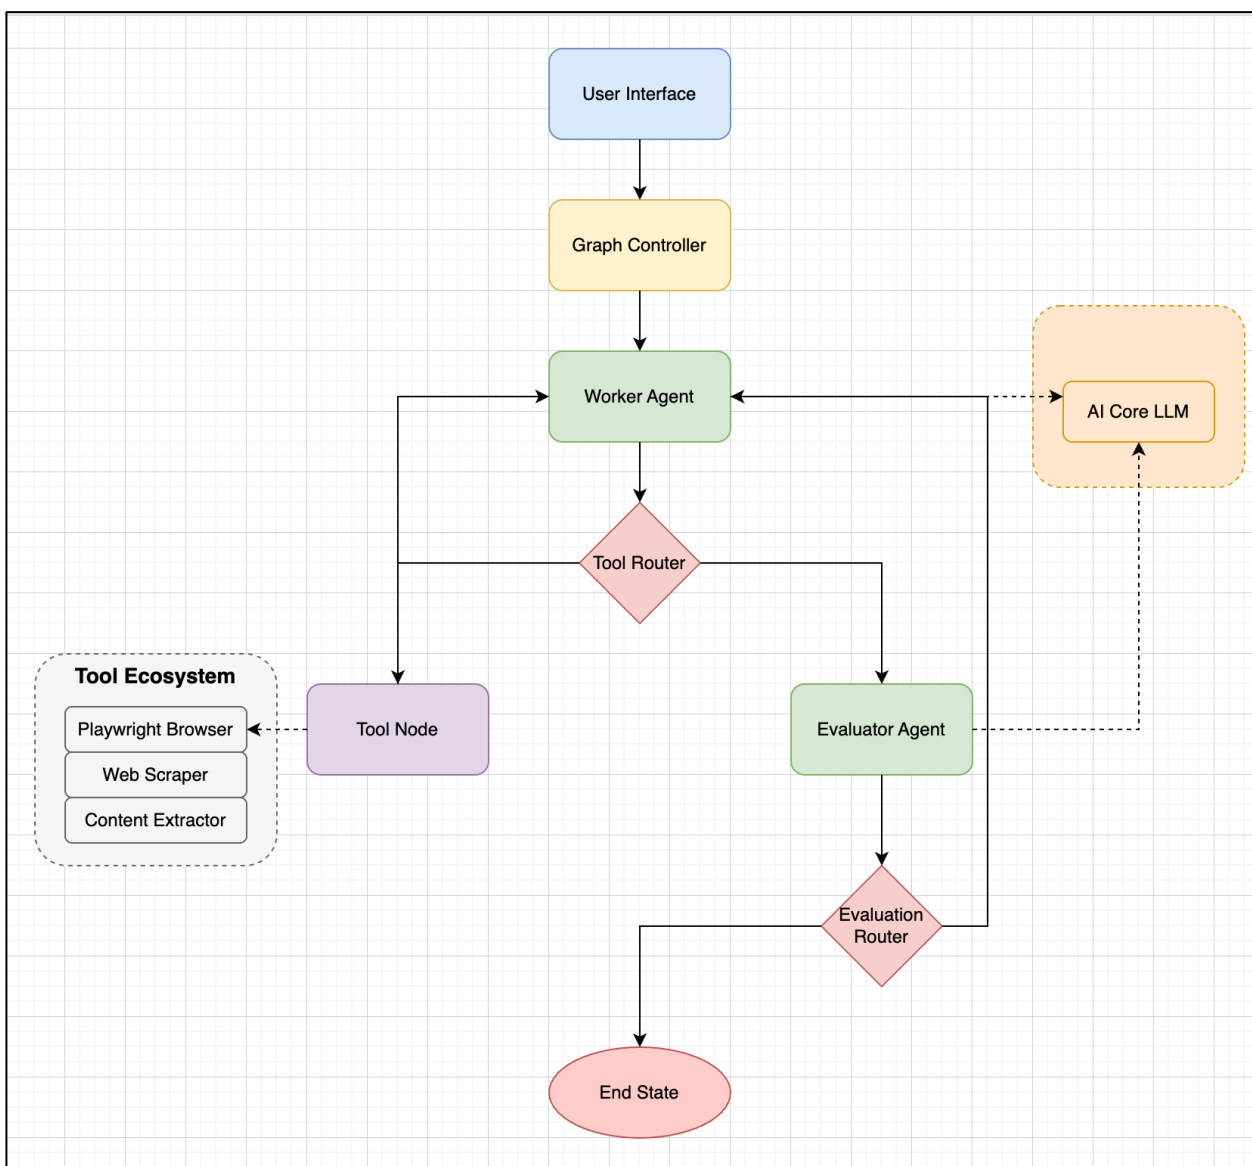 User Interface
Graph Controller
Worker Agent
AI Core LLM
Tool Router
Tool Ecosystem
Playwright Browser
Web Scraper
Content Extractor
Tool Node
Evaluator Agent
Evaluation
Router
End State